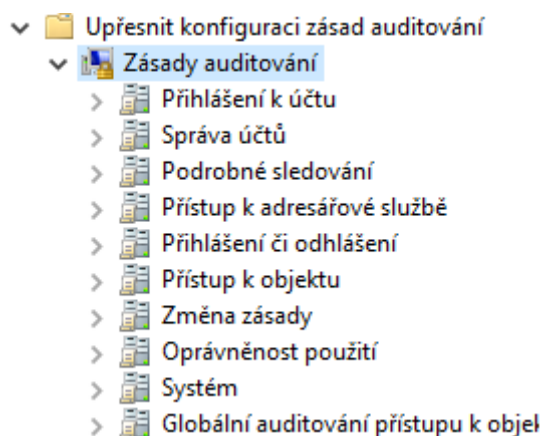 Upřesnit konfiguraci zásad auditování
Zásady auditování
Přihlášení k účtu
Správa účtů
Podrobné sledování
Přístup k adresářové službě
Přihlášení či odhlášení
Přístup k objektu
Změna zásady
Oprávněnost použití
Systém
Globální auditování přístupu k objek